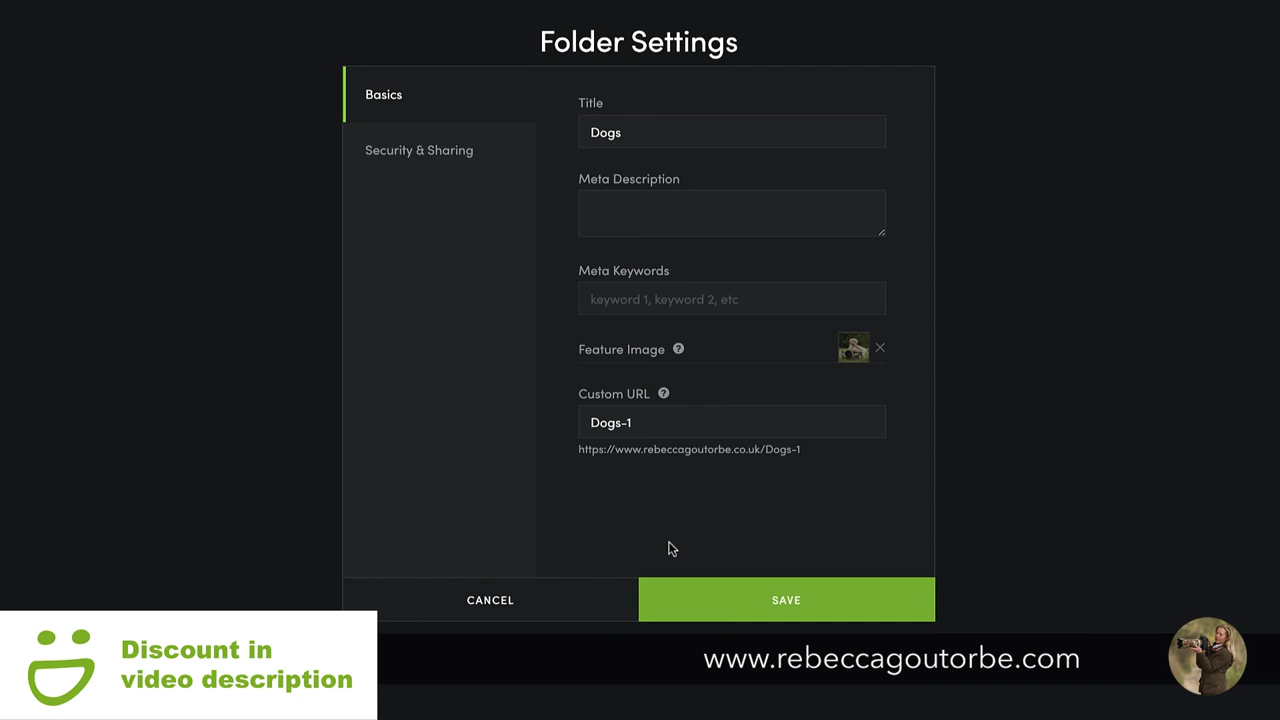 Folder Settings
Basics
Security & Sharing
Title
Dogs
Meta Description
Meta Keywords
keyword 1, keyword 2, etc
Feature Image ?
Custom URL ?
Dogs-1
https://www.rebeccagoutorbe.co.uk/Dogs-1
CANCEL
SAVE
Discount in
video description
www.rebeccagoutorbe.com